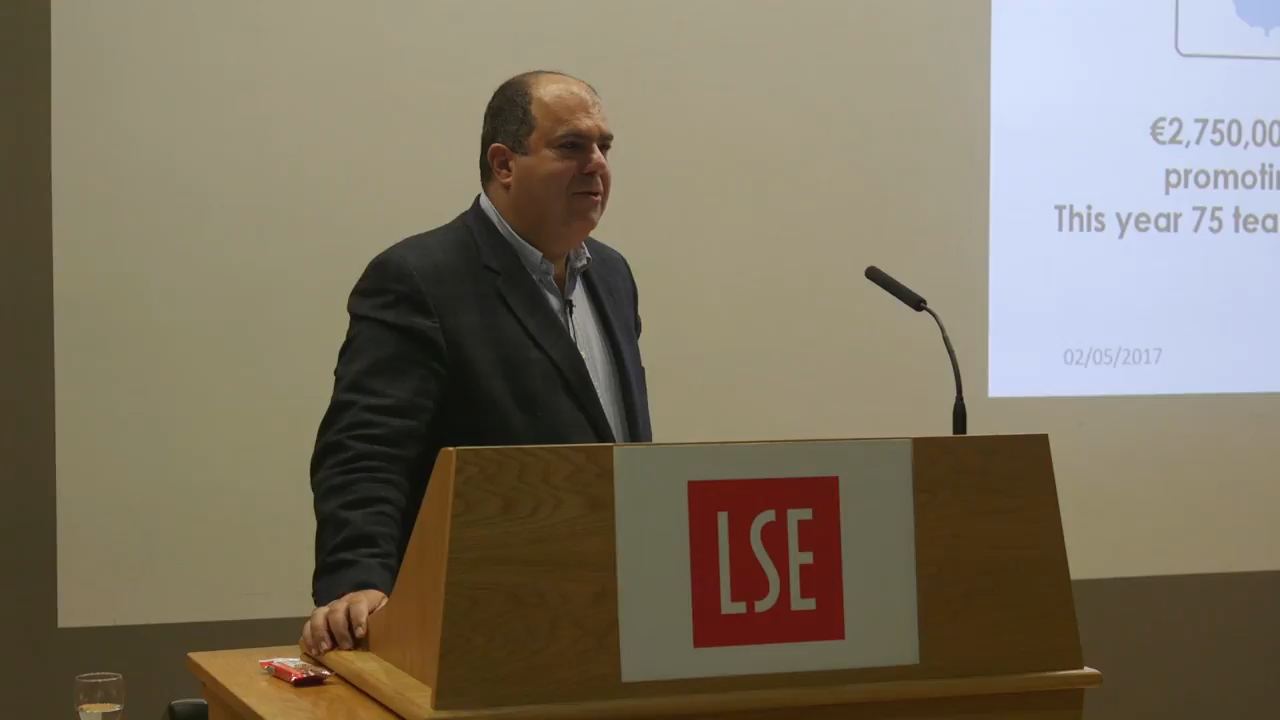 €2,750,00
promotin
This year 75 tea
02/05/2017
LSE